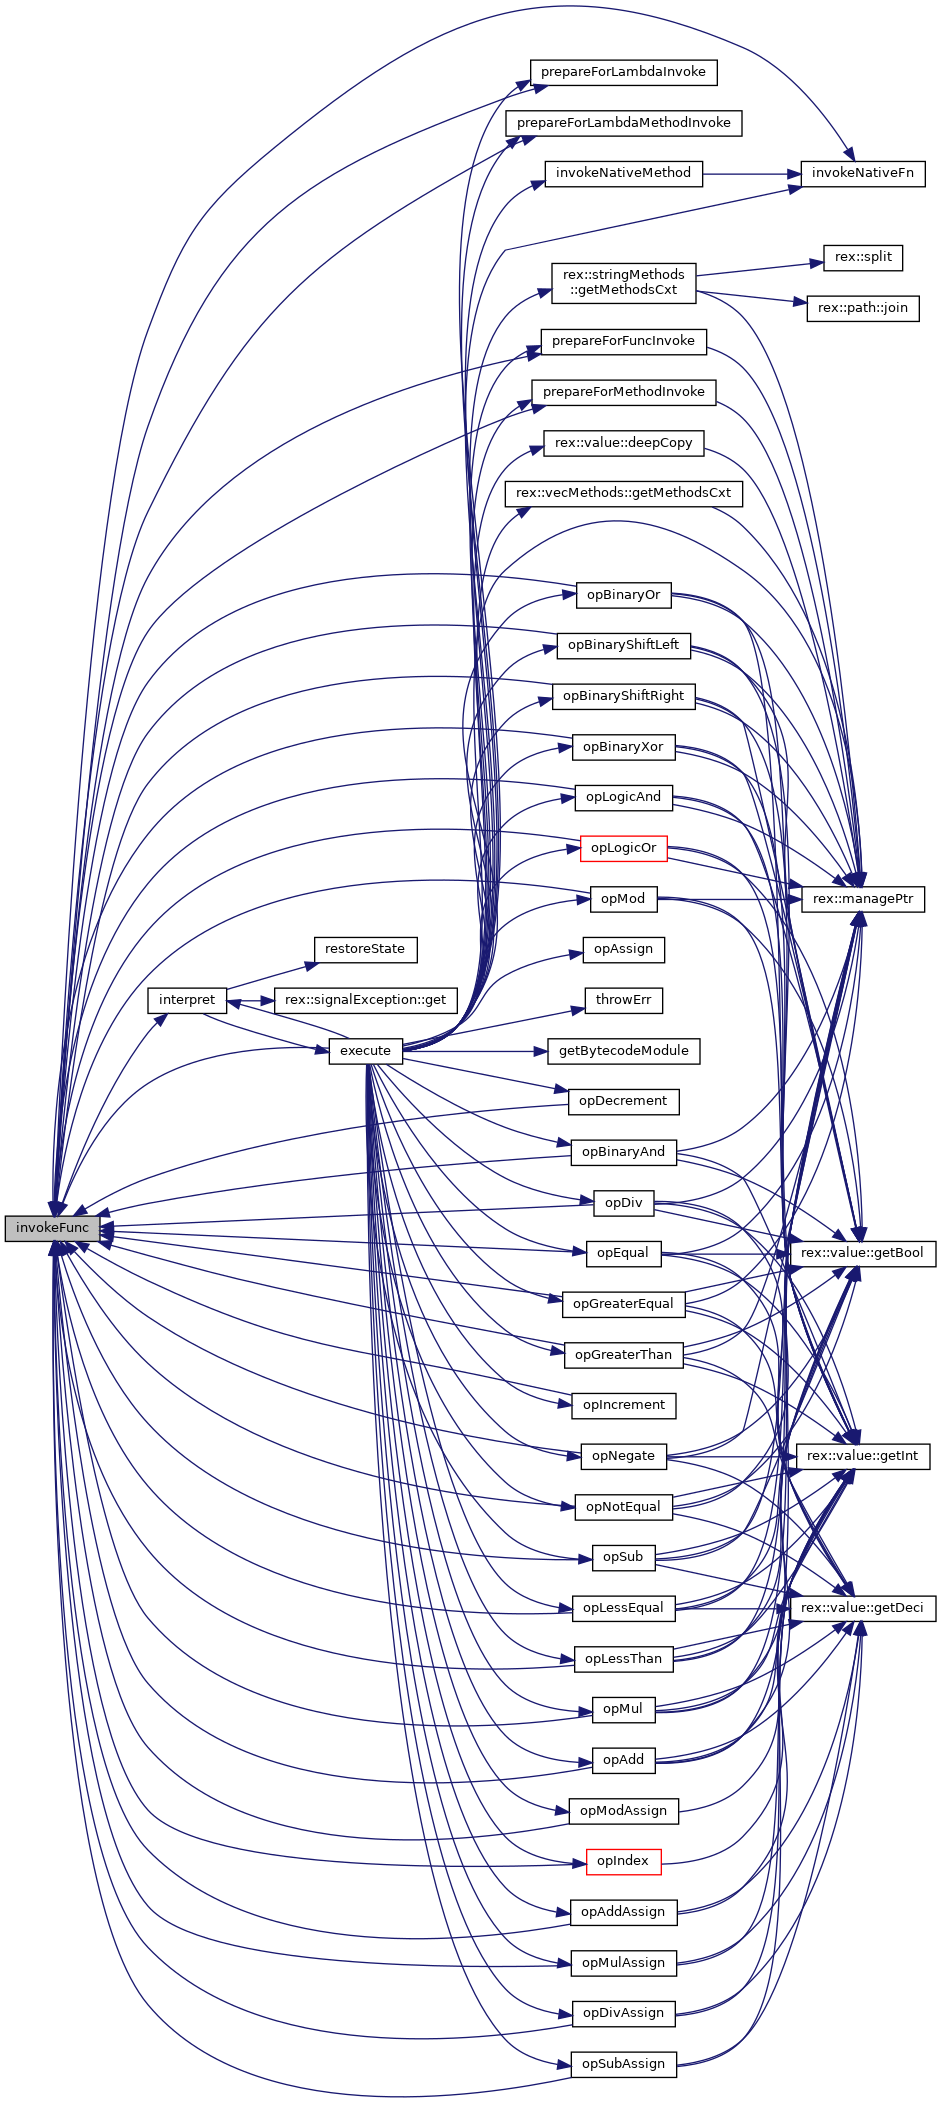 prepareForLambdaInvoke
prepareForLambdaMethodInvoke
invokeNativeMethod
invokeNativeFn
rex::split
rex::stringMethods
::getMethodsCxt
rex::path::join
prepareForFuncInvoke
prepareForMethodInvoke
rex::value::deepCopy
rex::vecMethods::getMethodsCxt
opBinaryOr
opBinaryShiftLeft
opBinaryShiftRight
opBinaryXor
opLogicAnd
opLogicOr
opMod
rex::managePtr
restoreState
opAssign
interpret
rex::signalException::get
throwErr
execute
getBytecodeModule
opDecrement
opBinaryAnd
opDiv
invokeFunc
opEqual
rex::value::getBool
opGreaterEqual
opGreaterThan
opIncrement
opNegate
rex::value::getInt
opNotEqual
opSub
opLessEqual
rex::value::getDeci
opLessThan
opMul
opAdd
opModAssign
opIndex
opAddAssign
opMulAssign
opDivAssign
opSubAssign